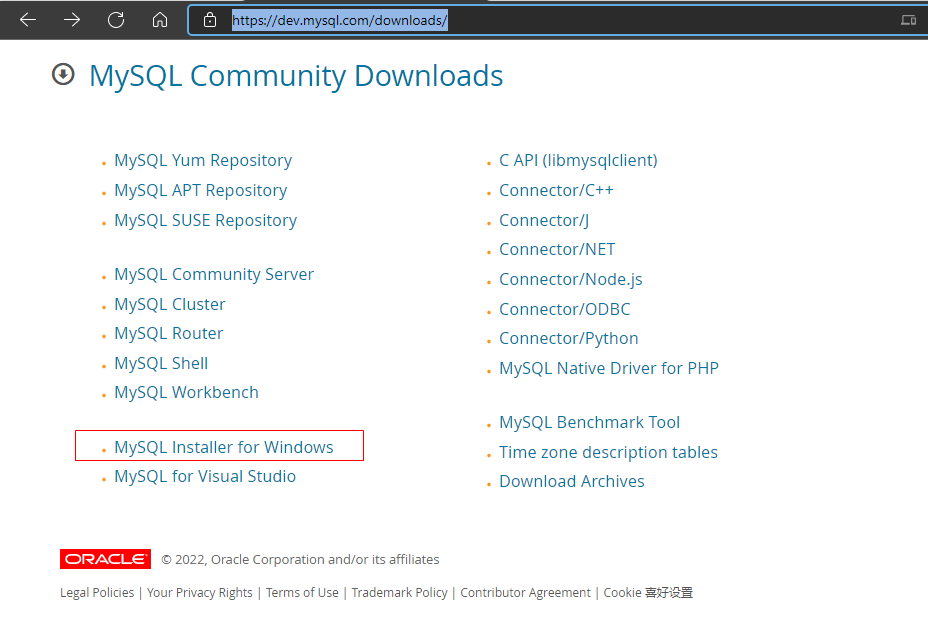 https://dev.mysql.com/downloads/
MySQL Community Downloads
MySQL Yum Repository
MySQL APT Repository
MySQL SUSE Repository
MySQL Community Server
MySQL Cluster
MySQL Router
MySQL Shell
MySQL Workbench
MySQL Installer for Windows
MySQL for Visual Studio
C API (libmysqlclient)
Connector/C++
Connector/J
Connector/NET
Connector/Node.js
Connector/ODBC
Connector/Python
MySQL Native Driver for PHP
MySQL Benchmark Tool
Time zone description tables
Download Archives
ORACLE © 2022, Oracle Corporation and/or its affiliates
Legal Policies | Your Privacy Rights | Terms of Use | Trademark Policy | Contributor Agreement | Cookie 喜好设置